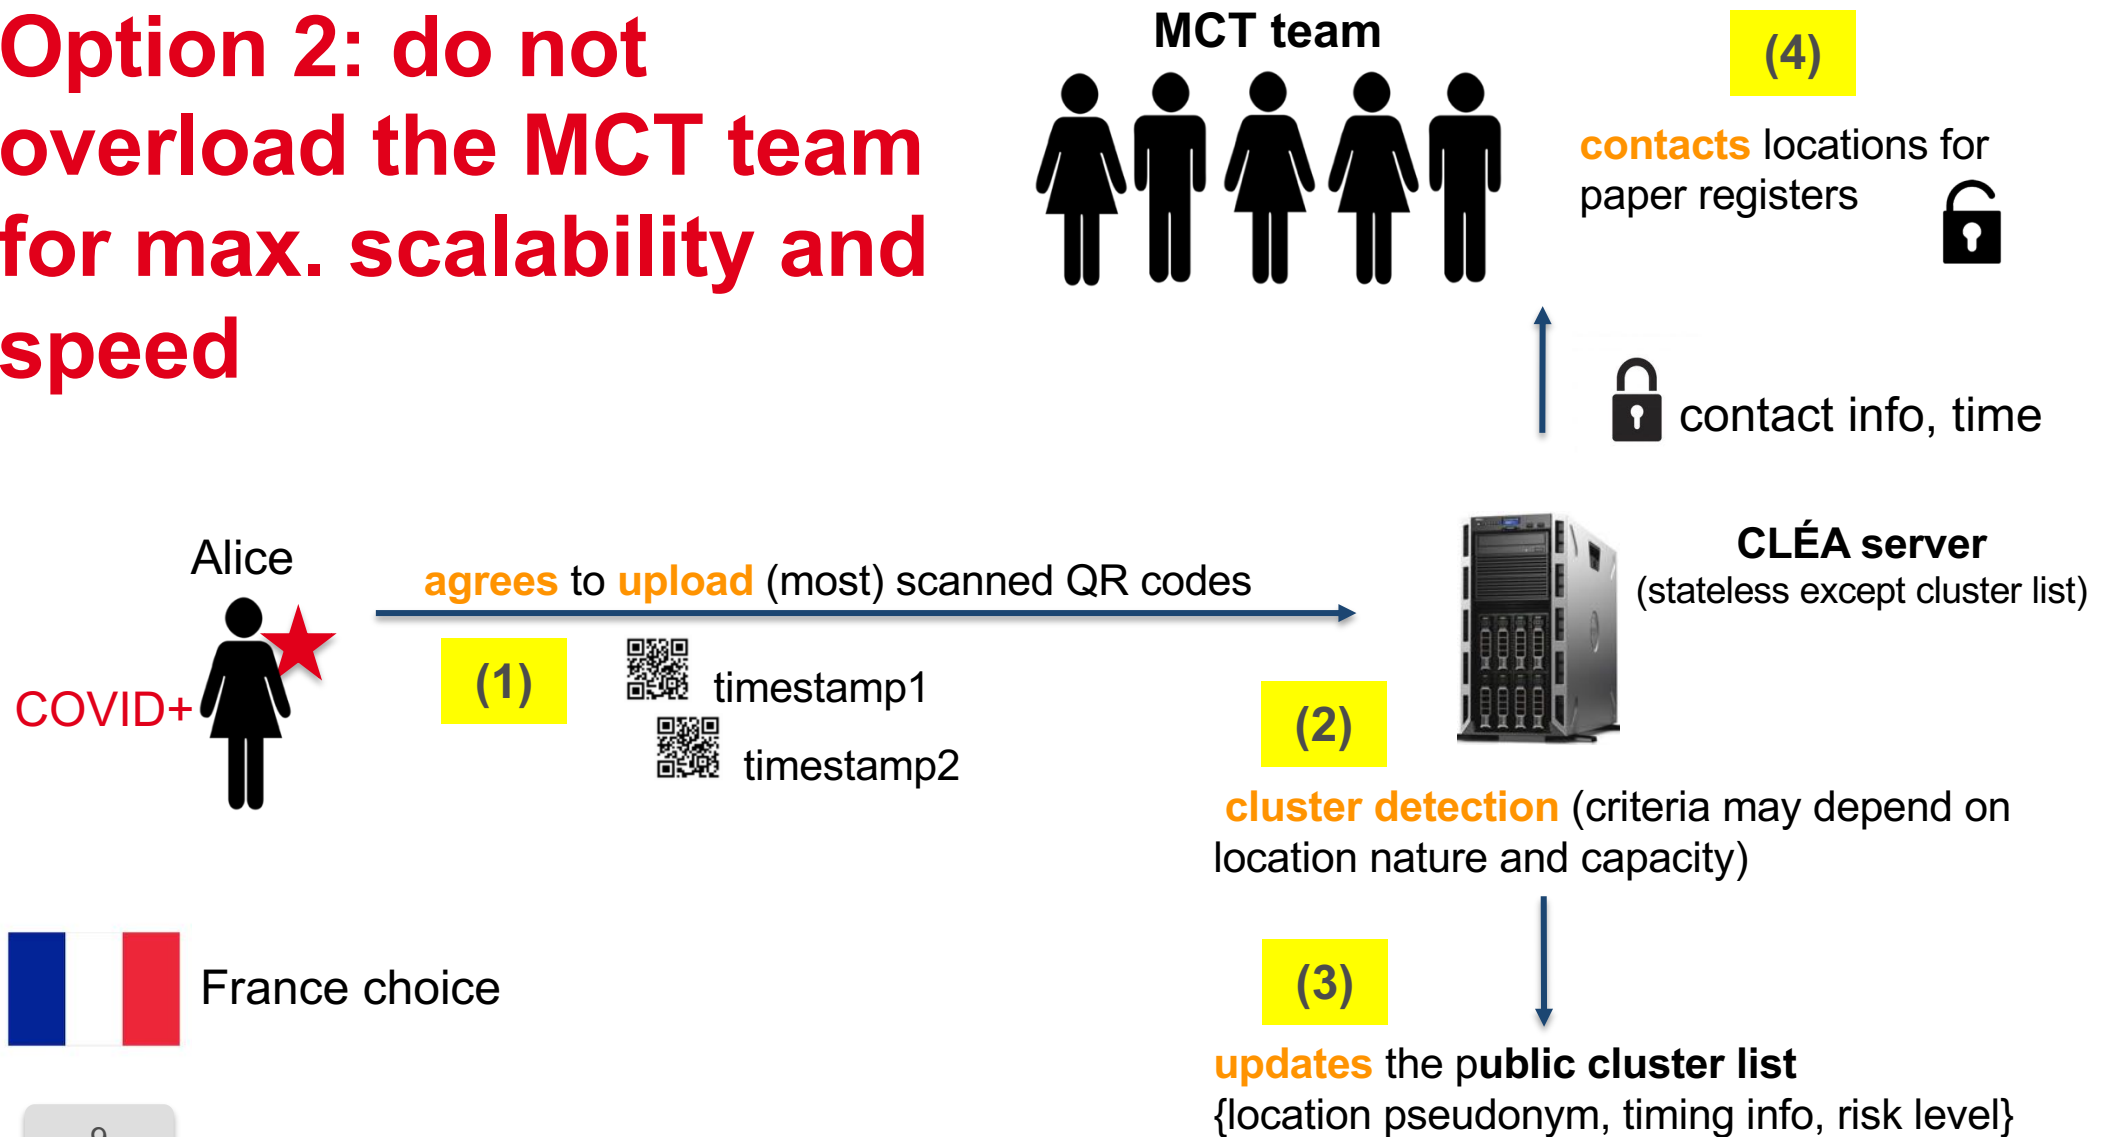 Option 2: do not
overload the MCT team
for max. scalability and
speed
MCT team
(4)
contacts locations for
paper registers
contact info, time
CLÉA server
(stateless except cluster list)
Alice
COVID+
agrees to upload (most) scanned QR codes
(1)
timestamp1
timestamp2
(2)
cluster detection (criteria may depend on
location nature and capacity)
(3)
updates the public cluster list
{location pseudonym, timing info, risk level}
France choice